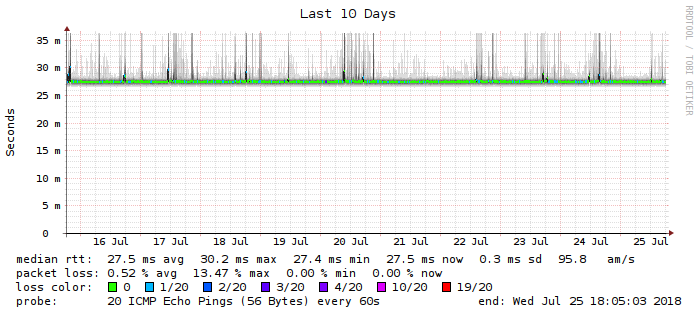 Last 10 Days
RRDTOOL / TOBI OETIKER
Seconds
35 m
30 m
25 m
20 m
15 m
10 m
5 m
0
16 Jul 17 Jul 18 Jul 19 Jul 20 Jul 21 Jul 22 Jul 23 Jul 24 Jul 25 Jul
median rtt: 27.5 ms avg 30.2 ms max 27.4 ms min 27.5 ms now 0.3 ms sd 95.8 am/s
packet loss: 0.52 % avg 13.47 % max 0.00 % min 0.00 % now
loss color: 0 1/20 2/20 3/20 4/20 10/20 19/20
probe: 20 ICMP Echo Pings (56 Bytes) every 60s end: Wed Jul 25 18:05:03 2018